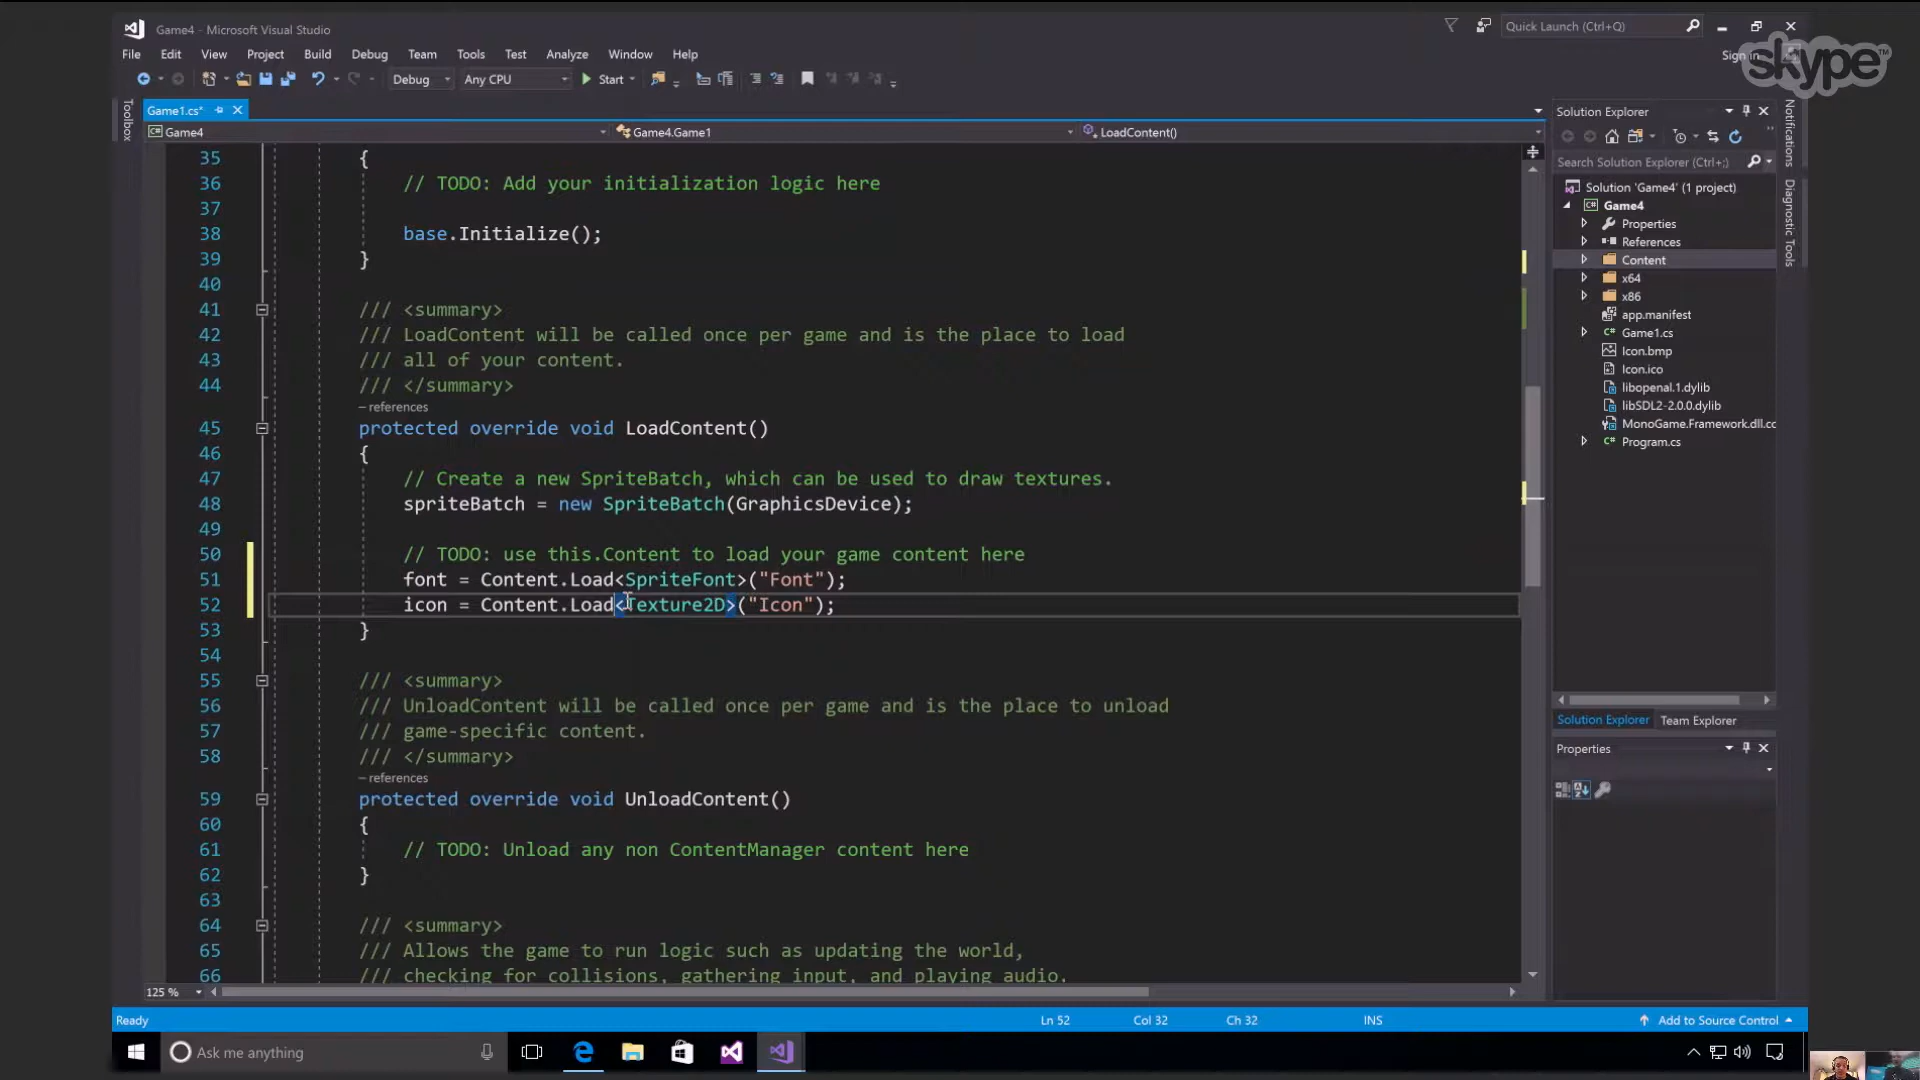 Game4 - Microsoft Visual Studio
Quick Launch (Ctrl+Q)
File Edit View Project Build Debug Team Tools Test Analyze Window Help
Sign in
skype™
Debug Any CPU Start
Toolbox
Game1.cs*
Game4
Game4.Game1
LoadContent()
35 {
36 // TODO: Add your initialization logic here
37
38 base.Initialize();
39 }
40
41 /// <summary>
42 /// LoadContent will be called once per game and is the place to load
43 /// all of your content.
44 /// </summary>
– references
45 protected override void LoadContent()
46 {
47 // Create a new SpriteBatch, which can be used to draw textures.
48 spriteBatch = new SpriteBatch(GraphicsDevice);
49
50 // TODO: use this.Content to load your game content here
51 font = Content.Load<SpriteFont>("Font");
52 icon = Content.Load<Texture2D>("Icon");
53 }
54
55 /// <summary>
56 /// UnloadContent will be called once per game and is the place to unload
57 /// game-specific content.
58 /// </summary>
– references
59 protected override void UnloadContent()
60 {
61 // TODO: Unload any non ContentManager content here
62 }
63
64 /// <summary>
65 /// Allows the game to run logic such as updating the world,
66 /// checking for collisions, gathering input, and playing audio.
125 %
Solution Explorer
Search Solution Explorer (Ctrl+;)
Solution 'Game4' (1 project)
C# Game4
Properties
References
Content
x64
x86
app.manifest
Game1.cs
Icon.bmp
Icon.ico
libopenal.1.dylib
libSDL2-2.0.0.dylib
MonoGame.Framework.dll.co
Program.cs
Solution Explorer Team Explorer
Properties
Notifications
Diagnostic Tools
Ready
Ln 52 Col 32 Ch 32 INS
Add to Source Control
Ask me anything